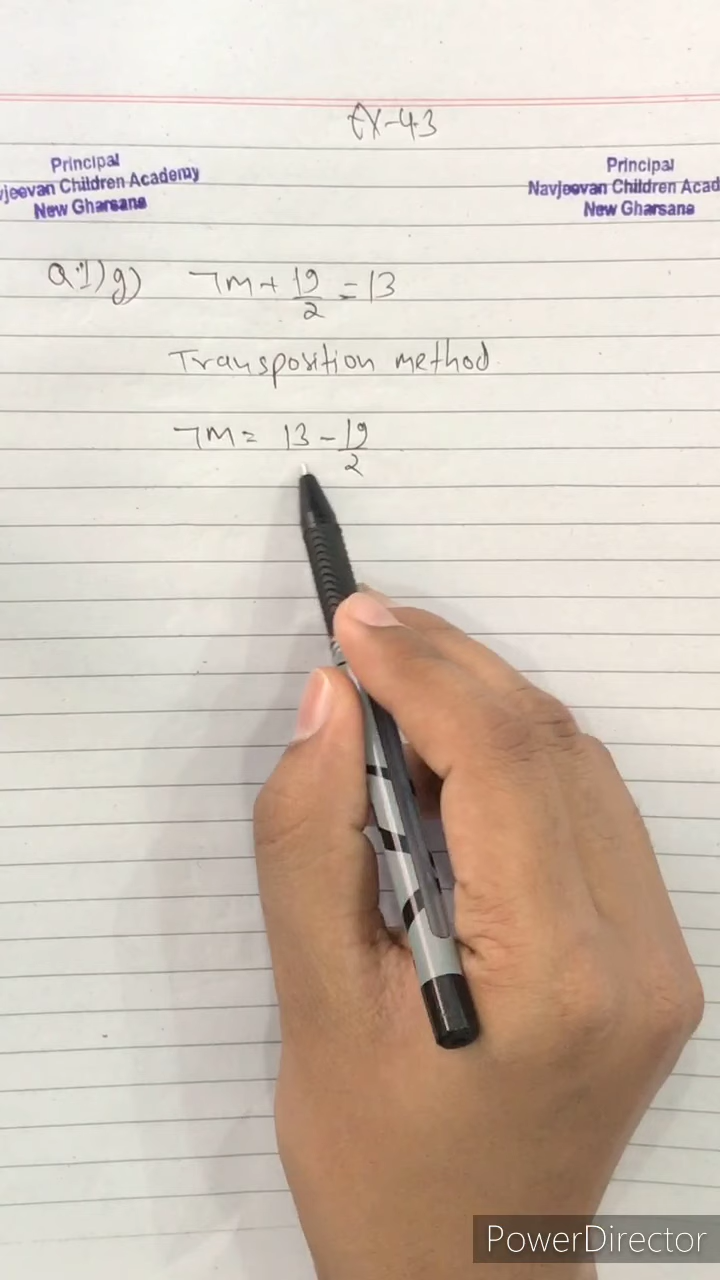 EX-4.3
Principal
vjeevan Children Academy
New Gharsana
Principal
Navjeevan Children Acad
New Gharsana
Q.1) g) 7m + 19/2 = 13
Transposition method
7m = 13 - 19/2
PowerDirector